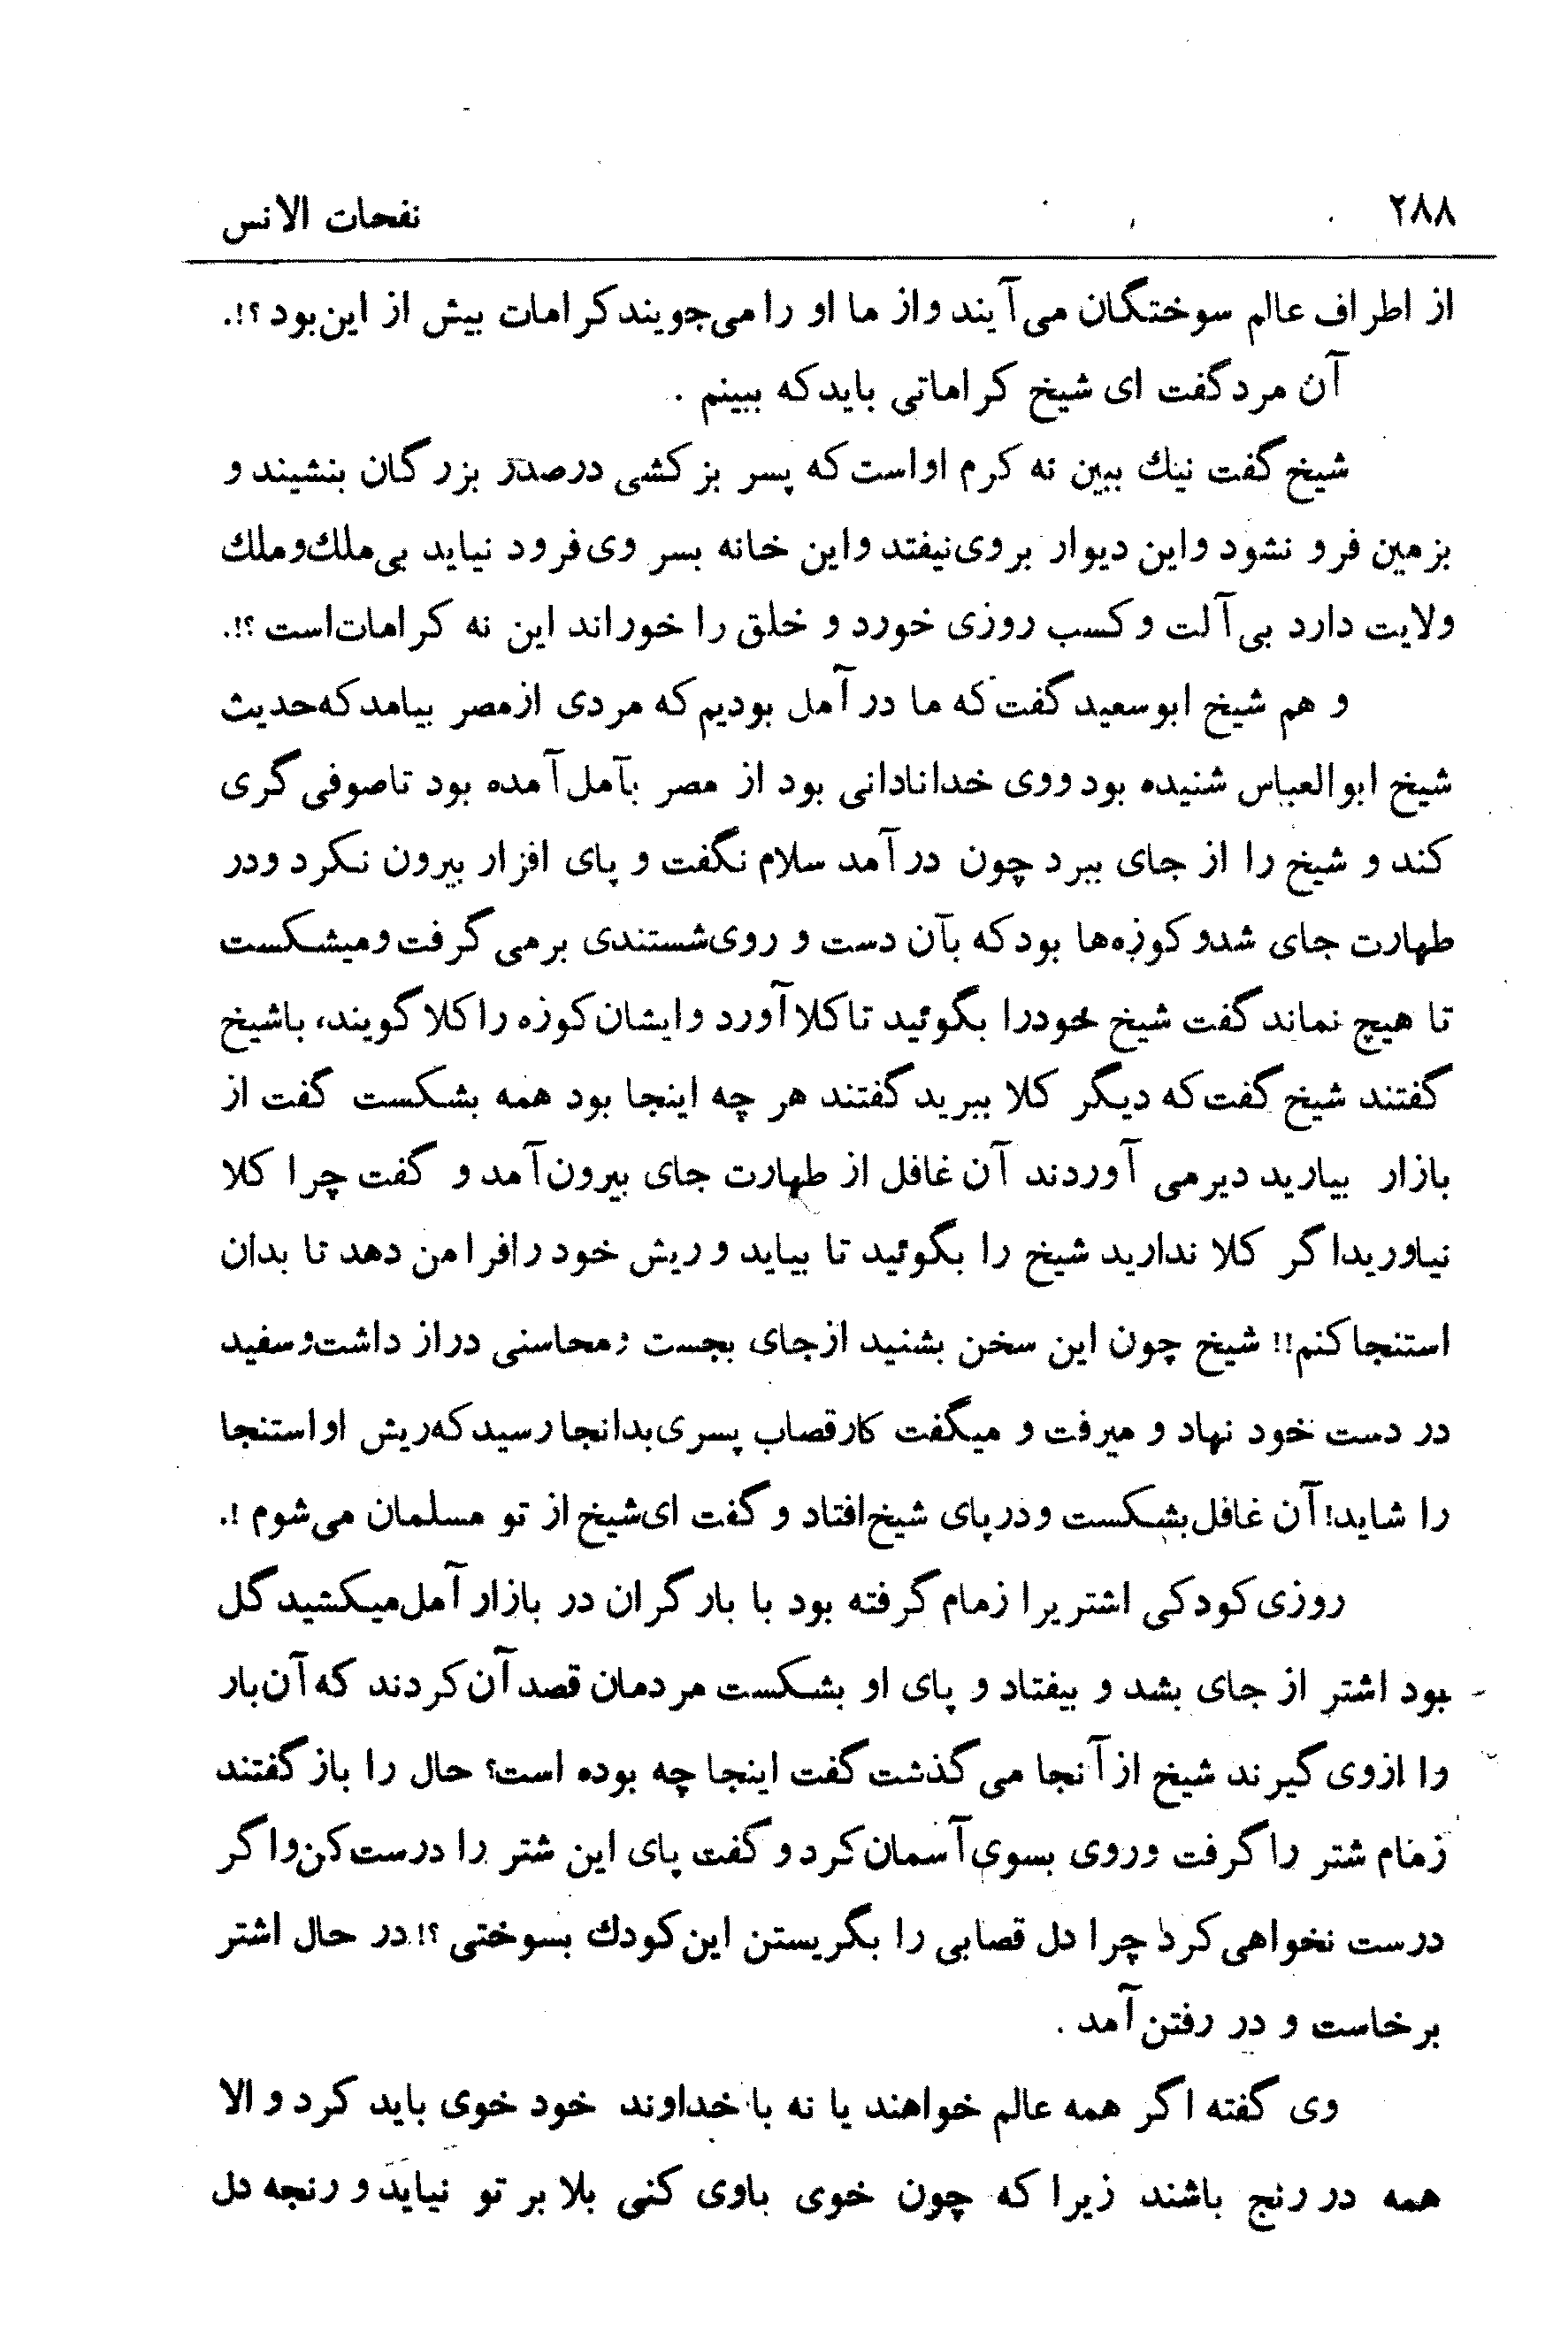 ۲۸۸
نفحات الانس
از اطراف عالم سوختگان می‌آیند واز ما او را می‌جویند کرامات بیش از این‌بود ؟!.
آن مرد گفت ای شیخ کراماتی باید که ببینم .
شیخ گفت نیك ببین نه کرم اواست که پسر بزکشی درصدر بزرگان بنشیند و
بزمین فرو نشود واین دیوار بروی‌نیفتد واین خانه بسر وی‌فرود نیاید بی‌ملك‌وملك
ولایت دارد بی‌آلت وکسب روزی خورد و خلق را خوراند این نه کرامات‌است ؟!.
و هم شیخ ابوسعید گفت که ما در آمل بودیم که مردی ازمصر بیامد که حدیث
شیخ ابوالعباس شنیده بود ووی خدانادانی بود از مصر بآمل آمده بود تاصوفی‌گری
کند و شیخ را از جای ببرد چون درآمد سلام نگفت و پای افزار بیرون نکرد ودر
طهارت جای شدو کوزه‌ها بود که بآن دست و روی‌شستندی برمی‌گرفت ومیشکست
تا هیچ نماند گفت شیخ خودرا بگوئید تا کلا آورد وایشان کوزه را کلا گویند، باشیخ
گفتند شیخ گفت که دیگر کلا ببرید گفتند هر چه اینجا بود همه بشکست گفت از
بازار بیارید دیرمی آوردند آن غافل از طهارت جای بیرون‌آمد و گفت چرا کلا
نیاورید اگر کلا ندارید شیخ را بگوئید تا بیاید و ریش خود رافرا من دهد تا بدان
استنجا کنم!! شیخ چون این سخن بشنید ازجای بجست ومحاسنی دراز داشت‌وسفید
در دست خود نهاد و میرفت و میگفت کارقصاب پسری‌بدانجا رسید که‌ریش اواستنجا
را شاید! آن غافل‌بشکست ودرپای شیخ‌افتاد و گفت ای‌شیخ از تو مسلمان می‌شوم !.
روزی کودکی اشتریرا زمام گرفته بود با بار گران در بازار آمل‌میکشید گل
بود اشتر از جای بشد و بیفتاد و پای او بشکست مردمان قصد آن‌کردند که آن‌بار
را ازوی گیرند شیخ از آنجا می‌گذشت گفت اینجا چه بوده است؟ حال را باز گفتند
زمام شتر را گرفت وروی بسوی آسمان کرد و گفت پای این شتر را درست‌کن‌واگر
درست نخواهی‌کرد چرا دل قصابی را بگریستن این‌کودك بسوختی ؟! در حال اشتر
برخاست و در رفتن آمد .
وی گفته اگر همه عالم خواهند یا نه با خداوند خود خوی باید کرد و الا
همه در رنج باشند زیرا که چون خوی باوی کنی بلا بر تو نیاید و رنجه دل